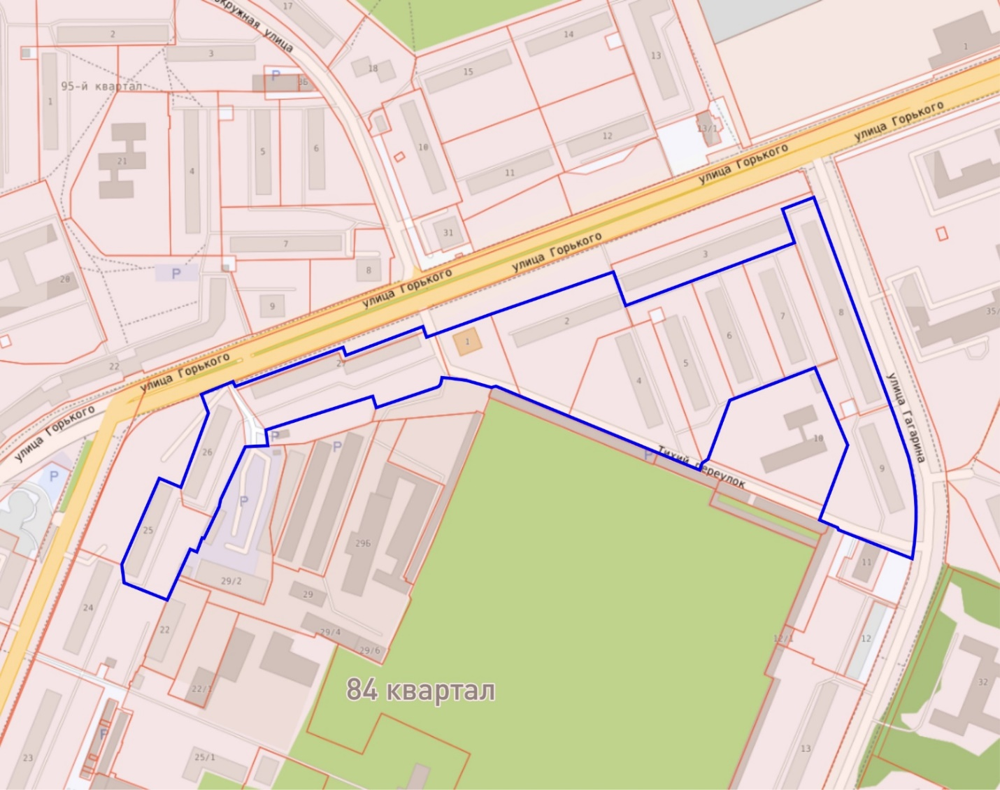 17
Окружная улица
2
3
14
1
13
Р
3Б
18
15
95-й квартал
1
13/1
улица Горького
21
5
6
10
12
улица Горького
4
11
31
7
улица Горького
3
8
Р
20
улица Горького
9
35/
8
2
7
1
6
22
27
5
улица Горького
4
улица Гагарина
улица Горького
10
Р
Р
26
Тихий переулок
Р
9
Р
Р
25
29Б
11
29/2
29
24
22
29/4
12/1
12
29/6
32
22/1
84 квартал
Р
13
23
25/1